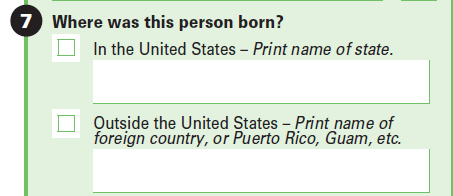 7 Where was this person born?
In the United States – Print name of state.
Outside the United States – Print name of
foreign country, or Puerto Rico, Guam, etc.